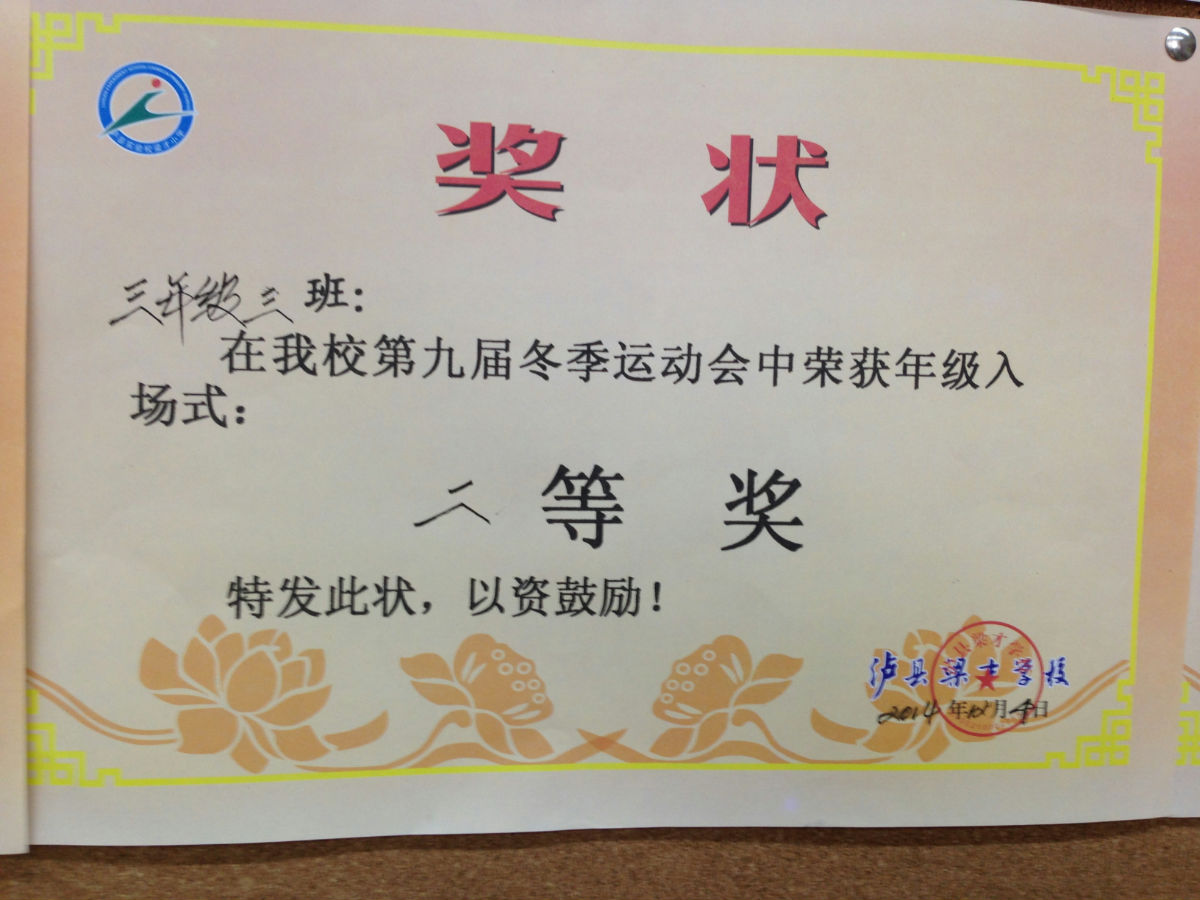 奖状
三年级三班:
在我校第九届冬季运动会中荣获年级入
场式:
二等奖
特发此状，以资鼓励!
泸县梁才学校
2014年12月4日